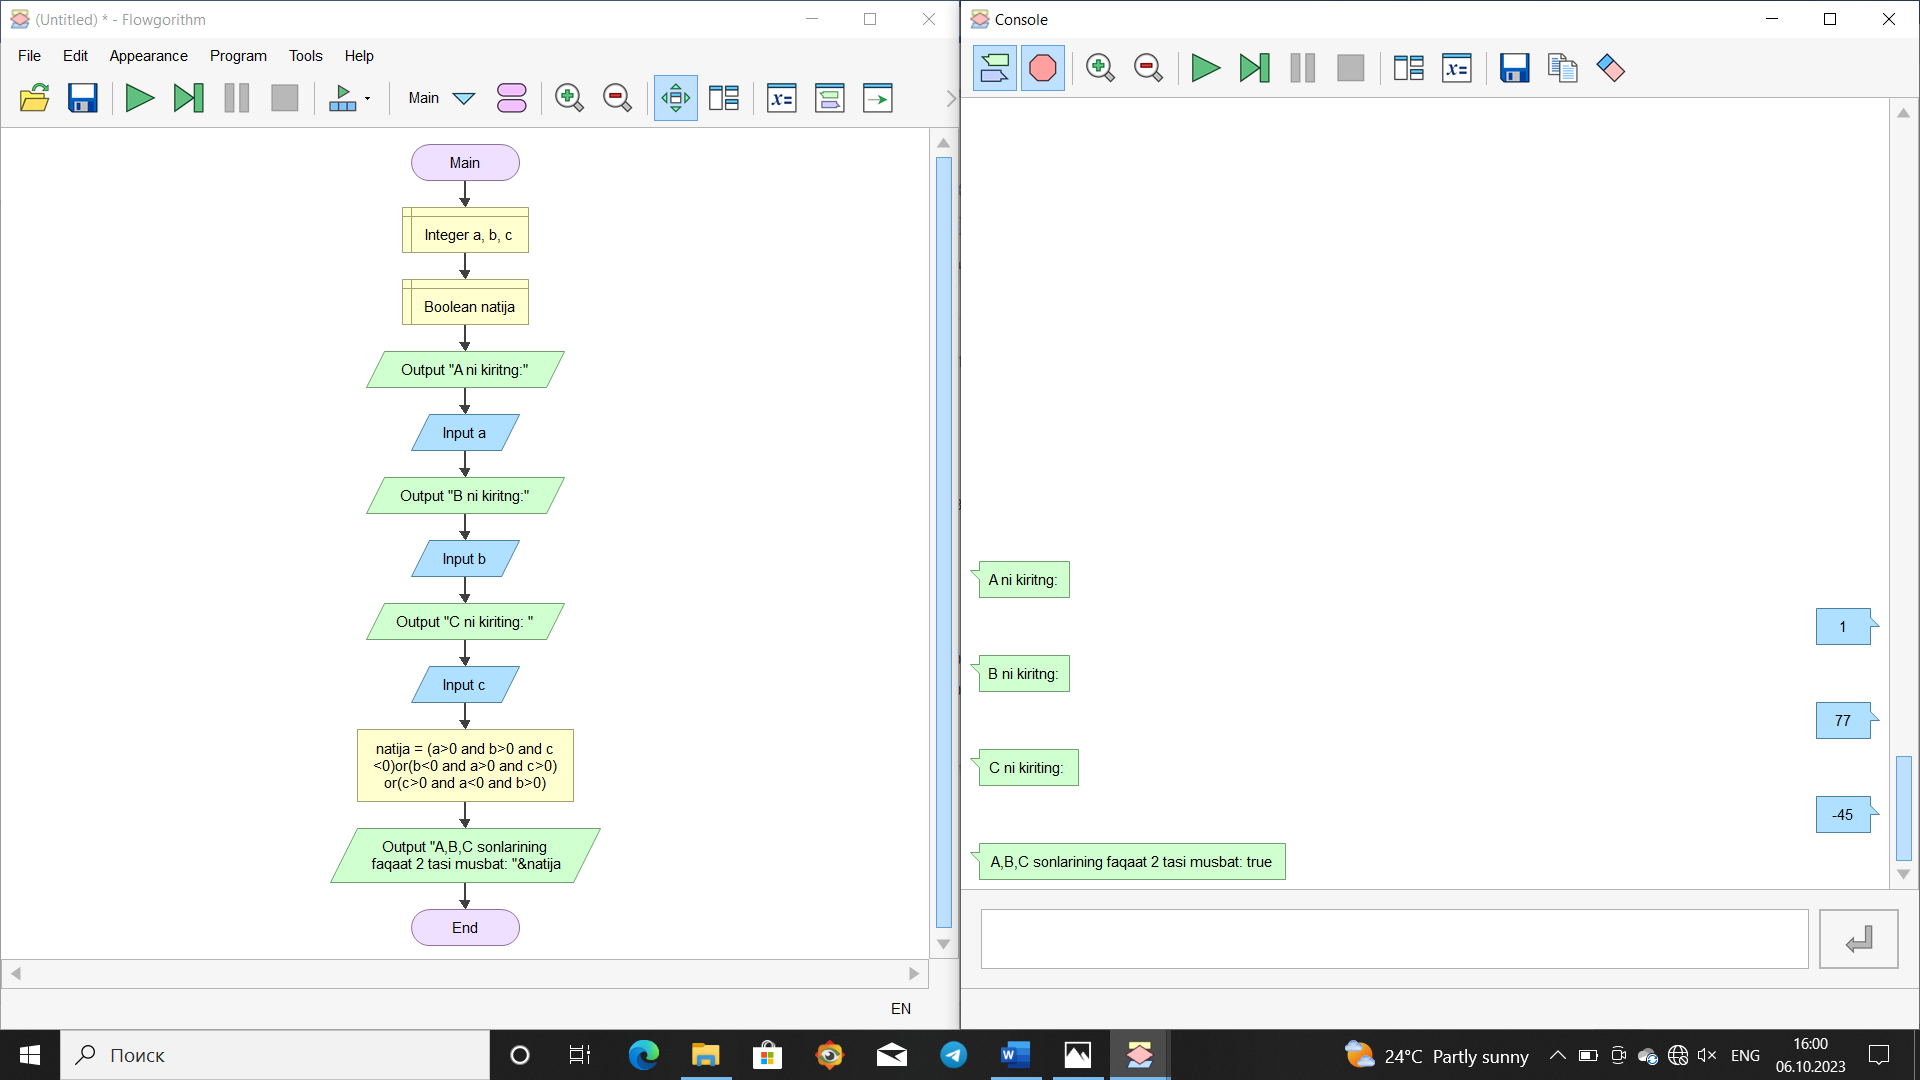 (Untitled) * - Flowgorithm
File Edit Appearance Program Tools Help
Main
Main
Integer a, b, c
Boolean natija
Output "A ni kiritng:"
Input a
Output "B ni kiritng:"
Input b
Output "C ni kiriting: "
Input c
natija = (a>0 and b>0 and c
<0)or(b<0 and a>0 and c>0)
or(c>0 and a<0 and b>0)
Output "A,B,C sonlarining
faqaat 2 tasi musbat: "&natija
End
EN
Console
x=
A ni kiritng:
1
B ni kiritng:
77
C ni kiriting:
-45
A,B,C sonlarining faqaat 2 tasi musbat: true
Поиск
24°C Partly sunny
ENG
16:00
06.10.2023